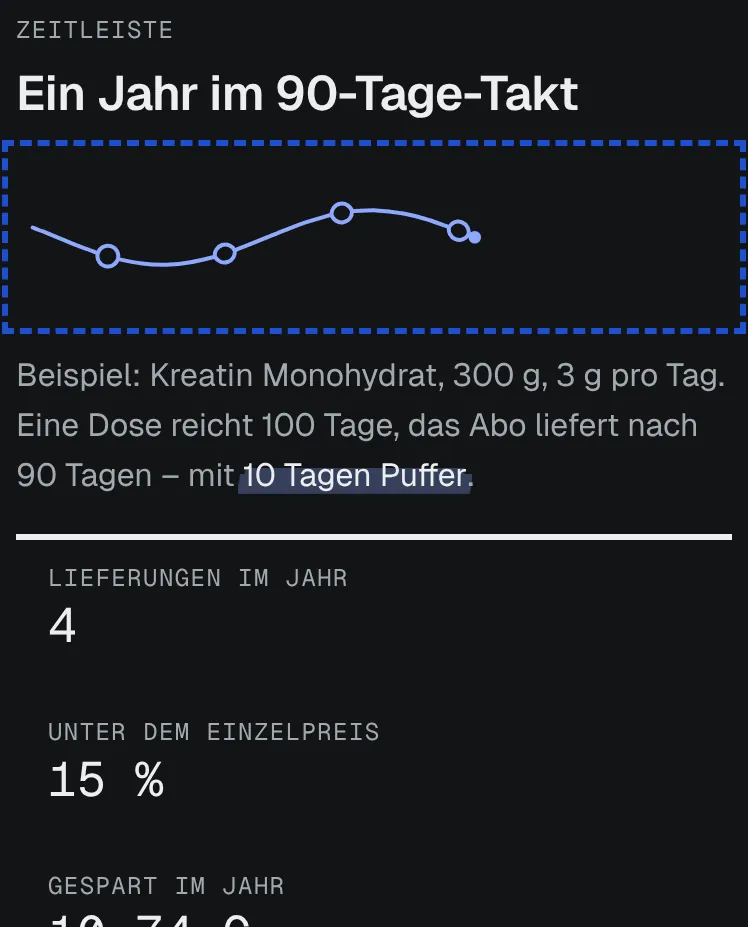 ZEITLEISTE
Ein Jahr im 90-Tage-Takt
Beispiel: Kreatin Monohydrat, 300 g, 3 g pro Tag.
Eine Dose reicht 100 Tage, das Abo liefert nach
90 Tagen – mit 10 Tagen Puffer.
LIEFERUNGEN IM JAHR
4
UNTER DEM EINZELPREIS
15 %
GESPART IM JAHR